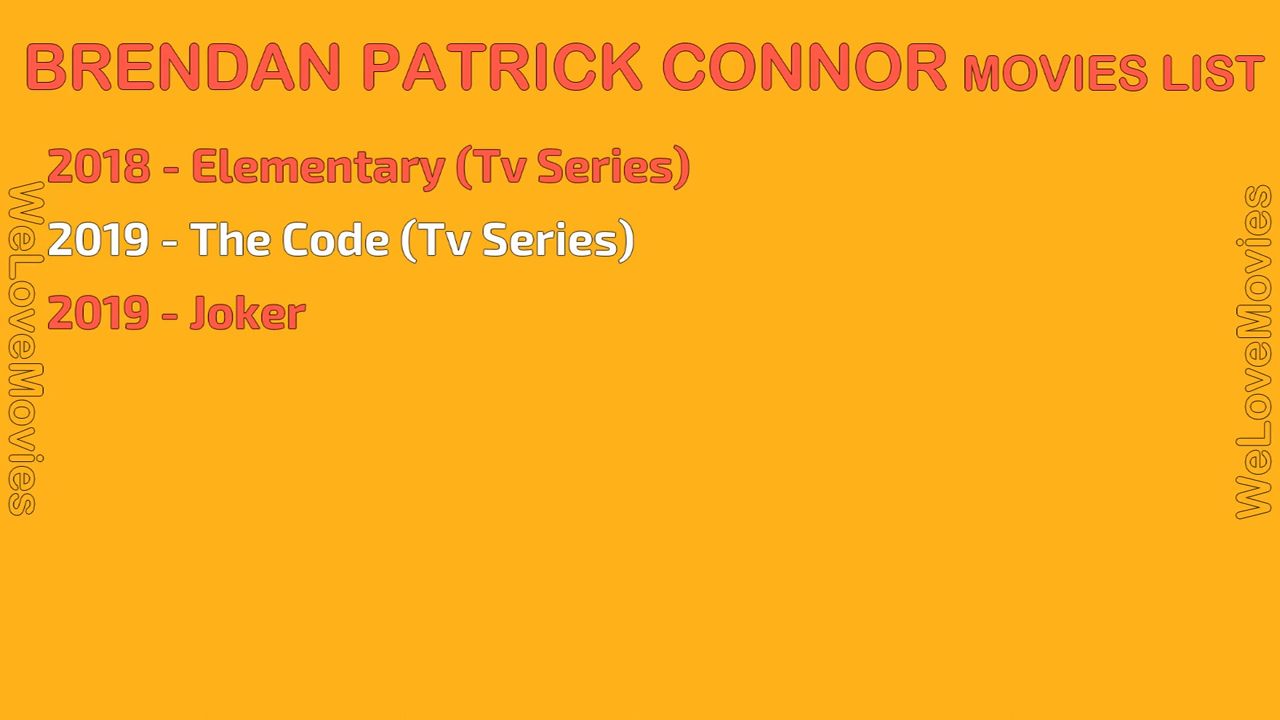 BRENDAN PATRICK CONNOR MOVIES LIST
2018 - Elementary (Tv Series)
2019 - The Code (Tv Series)
2019 - Joker
WeLoveMovies
WeLoveMovies